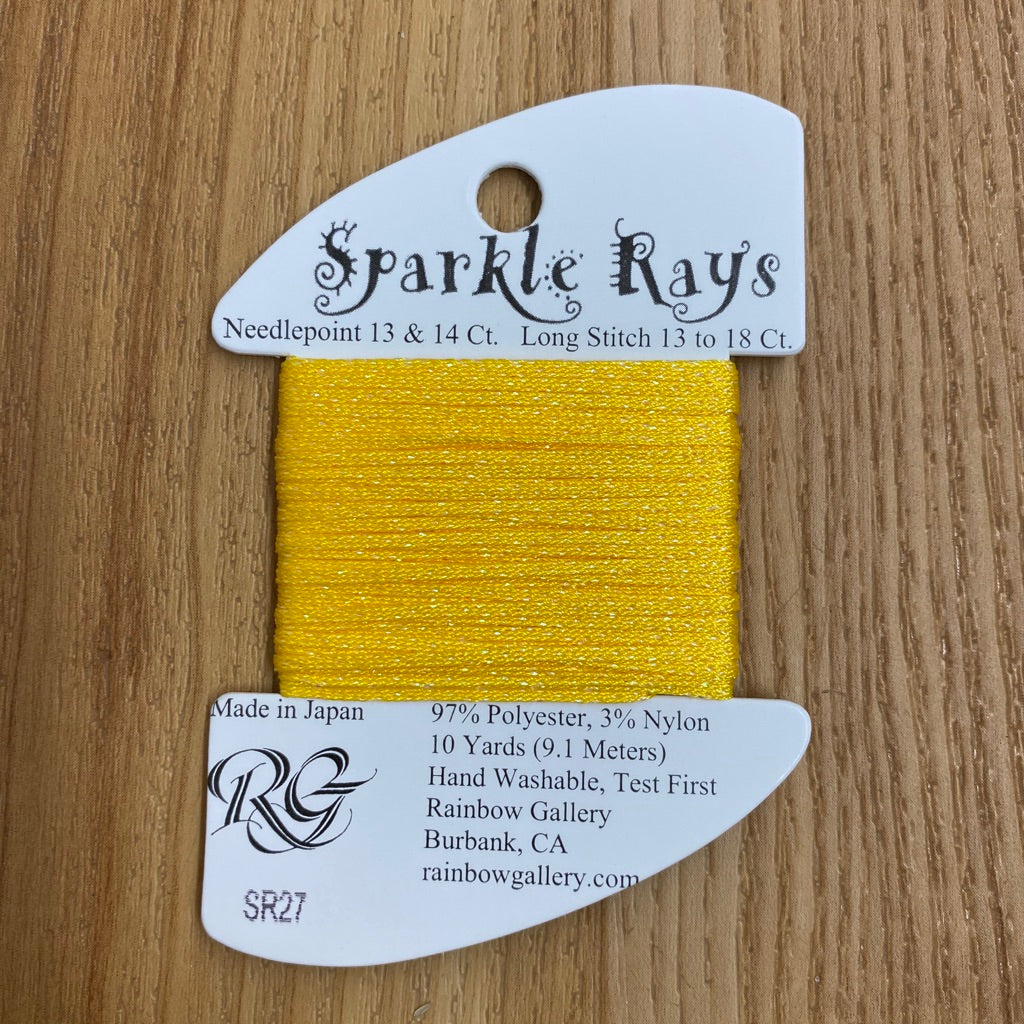 Sparkle Rays
Needlepoint 13 & 14 Ct. Long Stitch 13 to 18 Ct.
Made in Japan
RG
SR27
97% Polyester, 3% Nylon
10 Yards (9.1 Meters)
Hand Washable, Test First
Rainbow Gallery
Burbank, CA
rainbowgallery.com